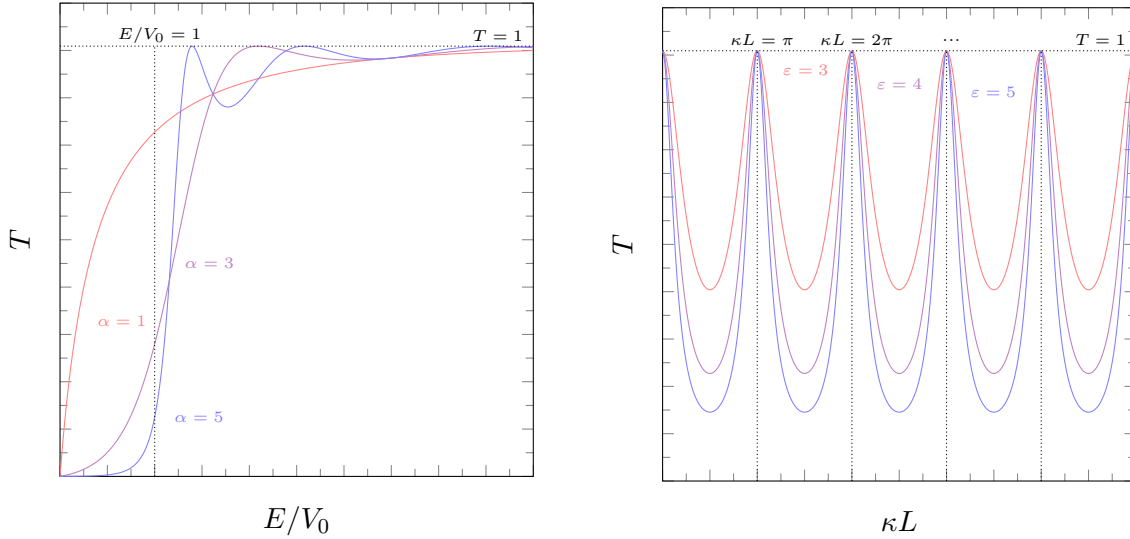 E/V₀ = 1
T = 1
α = 3
α = 1
α = 5
T
E/V₀
κL = π
κL = 2π
...
T = 1
ε = 3
ε = 4
ε = 5
T
κL